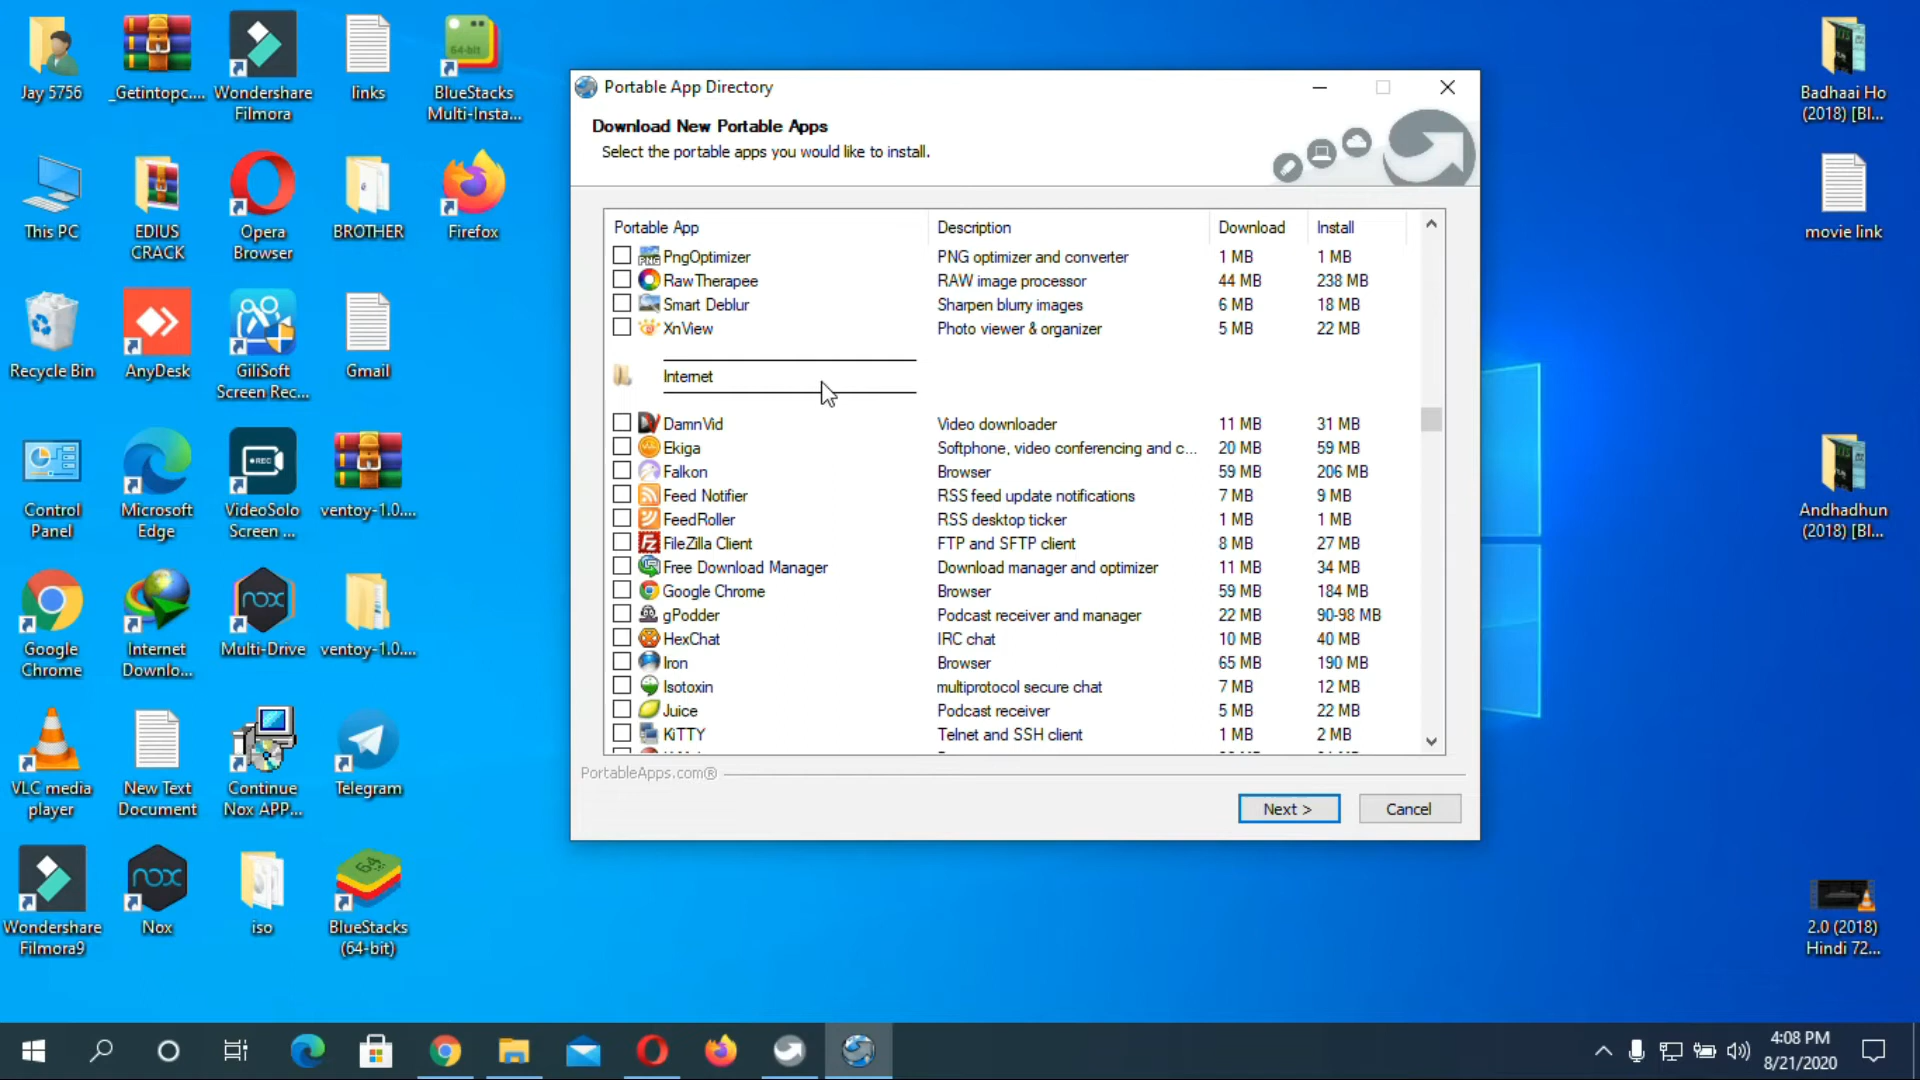 Jay 5756
_Getintopc....
Wondershare
Filmora
links
BlueStacks
Multi-Insta...
64-bit
This PC
EDIUS
CRACK
Opera
Browser
BROTHER
Firefox
Recycle Bin
AnyDesk
GiliSoft
Screen Rec...
Gmail
Control
Panel
Microsoft
Edge
REC
VideoSolo
Screen ...
ventoy-1.0....
Google
Chrome
Internet
Downlo...
nox
Multi-Drive
ventoy-1.0....
VLC media
player
New Text
Document
Continue
Nox APP...
Telegram
Wondershare
Filmora9
nox
Nox
iso
64
BlueStacks
(64-bit)
Portable App Directory
Download New Portable Apps
Select the portable apps you would like to install.
Portable App Description Download Install
PngOptimizer PNG optimizer and converter 1 MB 1 MB
RawTherapee RAW image processor 44 MB 238 MB
Smart Deblur Sharpen blurry images 6 MB 18 MB
XnView Photo viewer & organizer 5 MB 22 MB
Internet
DamnVid Video downloader 11 MB 31 MB
Ekiga Softphone, video conferencing and c... 20 MB 59 MB
Falkon Browser 59 MB 206 MB
Feed Notifier RSS feed update notifications 7 MB 9 MB
FeedRoller RSS desktop ticker 1 MB 1 MB
FileZilla Client FTP and SFTP client 8 MB 27 MB
Free Download Manager Download manager and optimizer 11 MB 34 MB
Google Chrome Browser 59 MB 184 MB
gPodder Podcast receiver and manager 22 MB 90-98 MB
HexChat IRC chat 10 MB 40 MB
Iron Browser 65 MB 190 MB
Isotoxin multiprotocol secure chat 7 MB 12 MB
Juice Podcast receiver 5 MB 22 MB
KiTTY Telnet and SSH client 1 MB 2 MB
PortableApps.com®
Next >
Cancel
Badhaai Ho
(2018) [Bl...
movie link
Andhadhun
(2018) [Bl...
2.0 (2018)
Hindi 72...
4:08 PM
8/21/2020